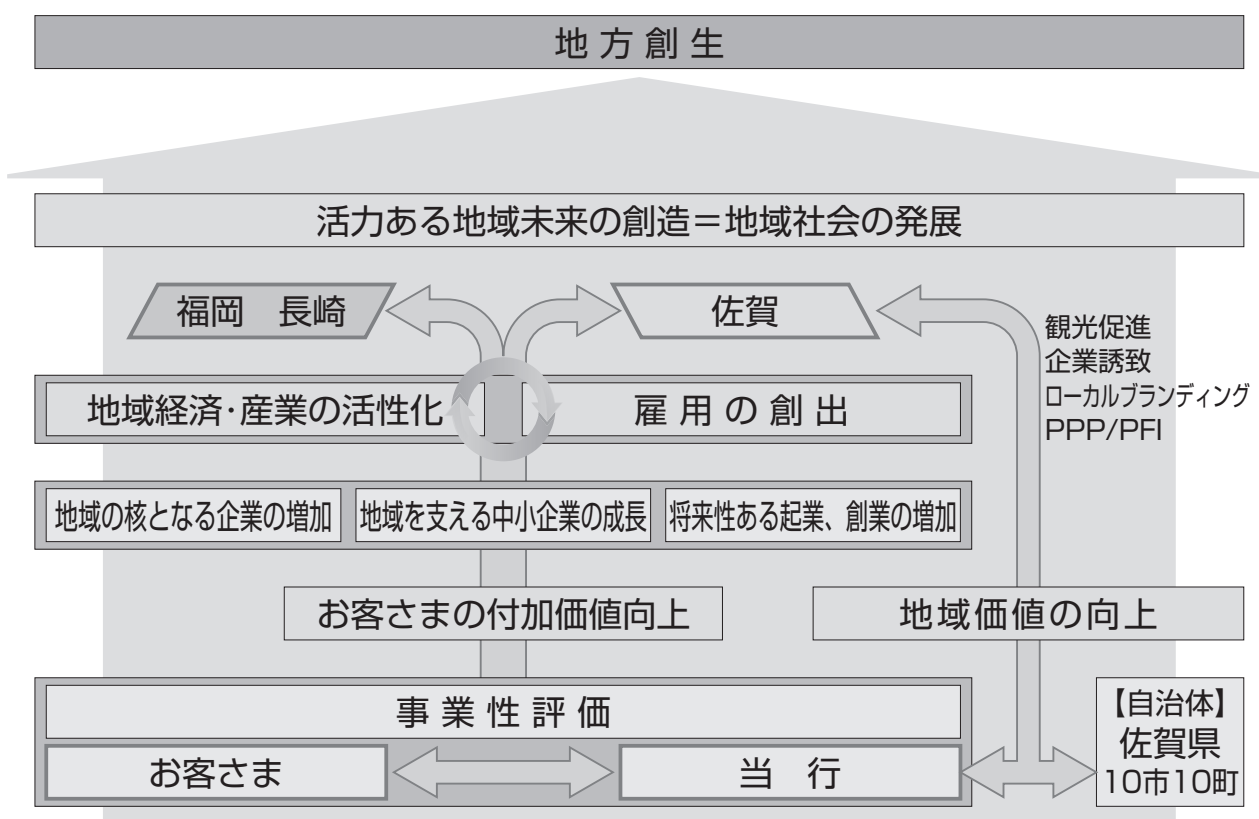 地方創生
活力ある地域未来の創造＝地域社会の発展
福岡　長崎
佐賀
観光促進
企業誘致
ローカルブランディング
PPP/PFI
地域経済・産業の活性化
雇用の創出
地域の核となる企業の増加
地域を支える中小企業の成長
将来性ある起業、創業の増加
お客さまの付加価値向上
地域価値の向上
事業性評価
お客さま
当　行
【自治体】
佐賀県
10市10町